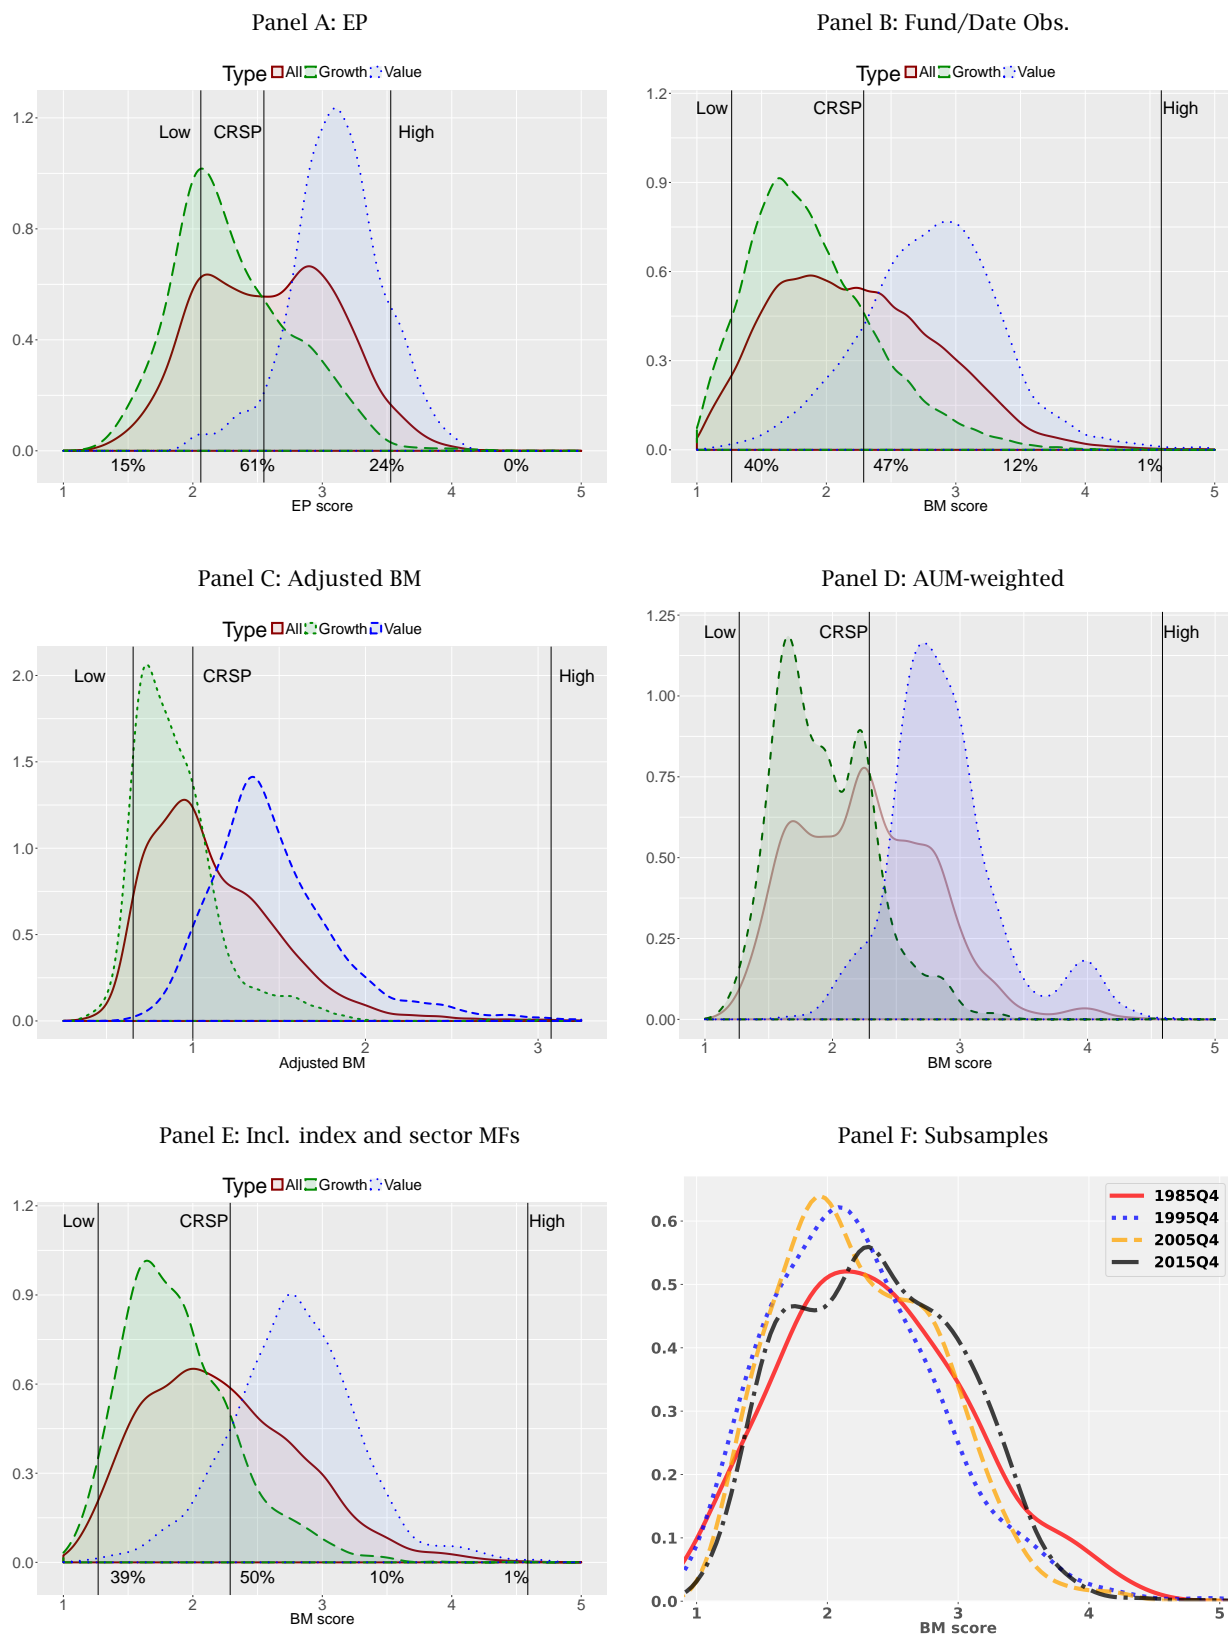 Panel A: EP
Type All Growth Value
Low CRSP High
1.2
0.8
0.4
0.0
15% 61% 24% 0%
1 2 3 4 5
EP score
Panel B: Fund/Date Obs.
Type All Growth Value
Low CRSP High
1.2
0.9
0.6
0.3
0.0
40% 47% 12% 1%
1 2 3 4 5
BM score
Panel C: Adjusted BM
Type All Growth Value
Low CRSP High
2.0
1.5
1.0
0.5
0.0
1 2 3
Adjusted BM
Panel D: AUM-weighted
Low CRSP High
1.25
1.00
0.75
0.50
0.25
0.00
1 2 3 4 5
BM score
Panel E: Incl. index and sector MFs
Type All Growth Value
Low CRSP High
1.2
0.9
0.6
0.3
0.0
39% 50% 10% 1%
1 2 3 4 5
BM score
Panel F: Subsamples
1985Q4
1995Q4
2005Q4
2015Q4
0.6
0.5
0.4
0.3
0.2
0.1
0.0
1 2 3 4 5
BM score